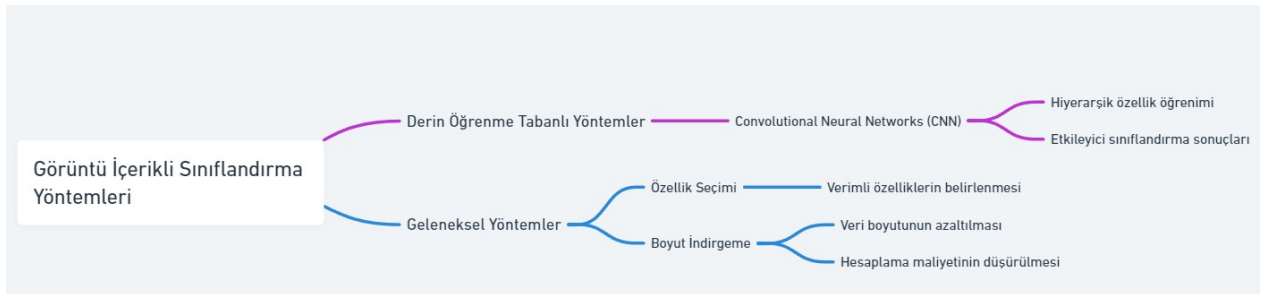 Görüntü İçerikli Sınıflandırma
Yöntemleri
Derin Öğrenme Tabanlı Yöntemler
Convolutional Neural Networks (CNN)
Hiyerarşik özellik öğrenimi
Etkileyici sınıflandırma sonuçları
Geleneksel Yöntemler
Özellik Seçimi
Verimli özelliklerin belirlenmesi
Boyut İndirgeme
Veri boyutunun azaltılması
Hesaplama maliyetinin düşürülmesi